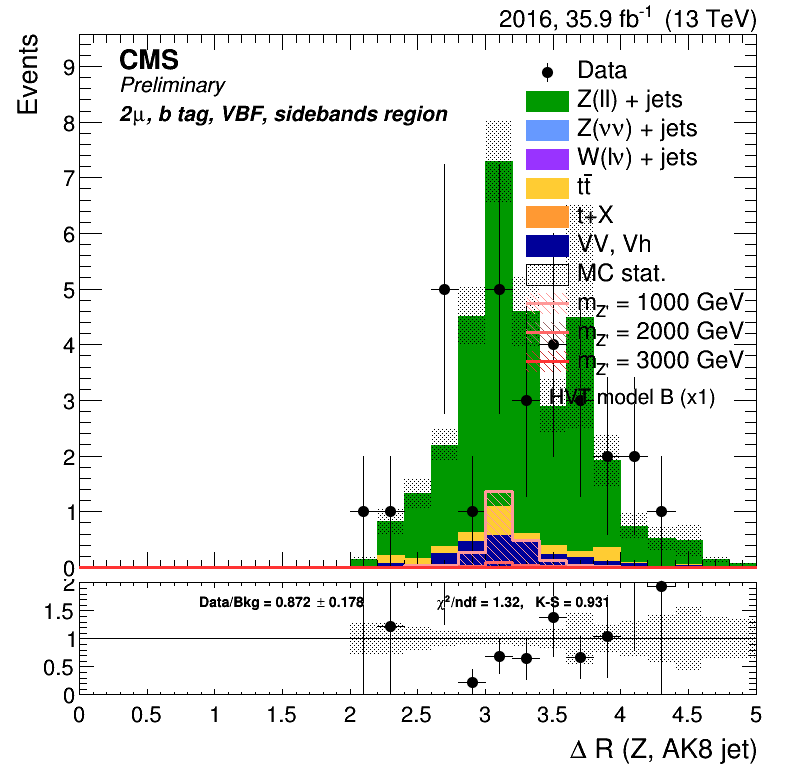 2016, 35.9 fb⁻¹ (13 TeV)
Events
CMS
Preliminary
2μ, b tag, VBF, sidebands region
Data
Z(ll) + jets
Z(νν) + jets
W(lν) + jets
tt̄
t+X
VV, Vh
MC stat.
m_Z' = 1000 GeV
m_Z' = 2000 GeV
m_Z' = 3000 GeV
HVT model B (x1)
9
8
7
6
5
4
3
2
1
0
Data/Bkg = 0.872 ± 0.178 χ²/ndf = 1.32, K-S = 0.931
2
1.5
1
0.5
0
0 0.5 1 1.5 2 2.5 3 3.5 4 4.5 5
Δ R (Z, AK8 jet)